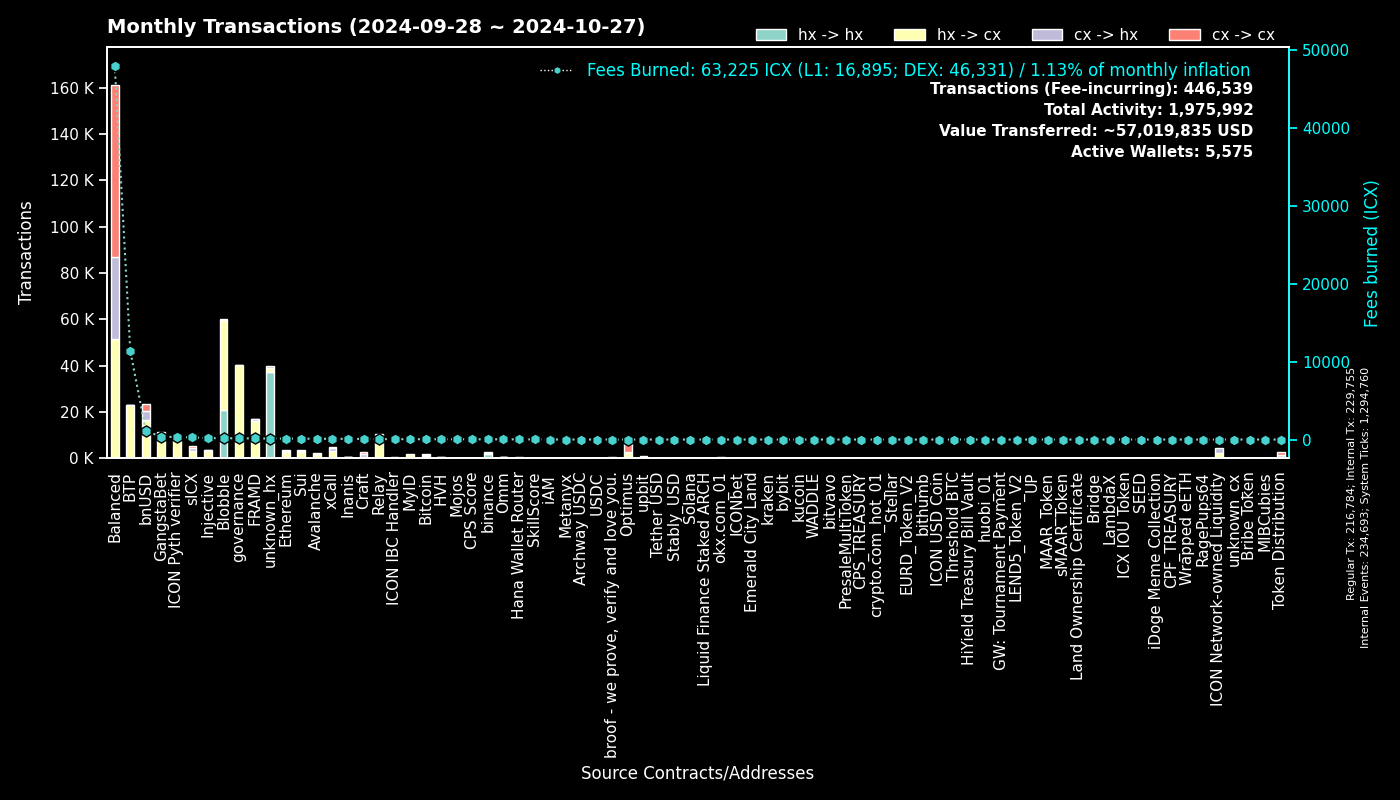 Monthly Transactions (2024-09-28 ~ 2024-10-27)
hx -> hx
hx -> cx
cx -> hx
cx -> cx
Fees Burned: 63,225 ICX (L1: 16,895; DEX: 46,331) / 1.13% of monthly inflation
Transactions (Fee-incurring): 446,539
Total Activity: 1,975,992
Value Transferred: ~57,019,835 USD
Active Wallets: 5,575
Transactions
160 K
140 K
120 K
100 K
80 K
60 K
40 K
20 K
0 K
50000
40000
30000
20000
10000
0
Fees burned (ICX)
Regular Tx: 216,784; Internal Tx: 229,755
Internal Events: 234,693; System Ticks: 1,294,760
Balanced
BTP
bnUSD
GangstaBet
ICON Pyth verifier
sICX
Injective
Blobble
governance
FRAMD
unknown_hx
Ethereum
Sui
Avalanche
xCall
Inanis
Craft
Relay
ICON IBC Handler
MyID
Bitcoin
HVH
Mojos
CPS Score
binance
Omm
Hana Wallet Router
SkillScore
iAM
Metanyx
Archway_USDC
USDC
broof - we prove, verify and love you.
Optimus
upbit
Tether_USD
Stably_USD
Solana
Liquid Finance Staked ARCH
okx.com_01
ICONbet
Emerald City Land
kraken
bybit
kucoin
WADDLE
bitvavo
PresaleMultiToken
CPS_TREASURY
crypto.com_hot_01
Stellar
EURD_Token_V2
bithumb
ICON_USD_Coin
Threshold BTC
HiYield Treasury Bill Vault
huobi_01
GW: Tournament Payment
LEND5_Token_V2
UP
MAAR_Token
sMAAR_Token
Land Ownership Certificate
Bridge
LambdaX
ICX IOU Token
SEED
iDoge Meme Collection
CPF_TREASURY
Wrapped eETH
RagePups64
ICON Network-owned Liquidity
unknown_cx
Bribe Token
MIBCubies
Token Distribution
Source Contracts/Addresses